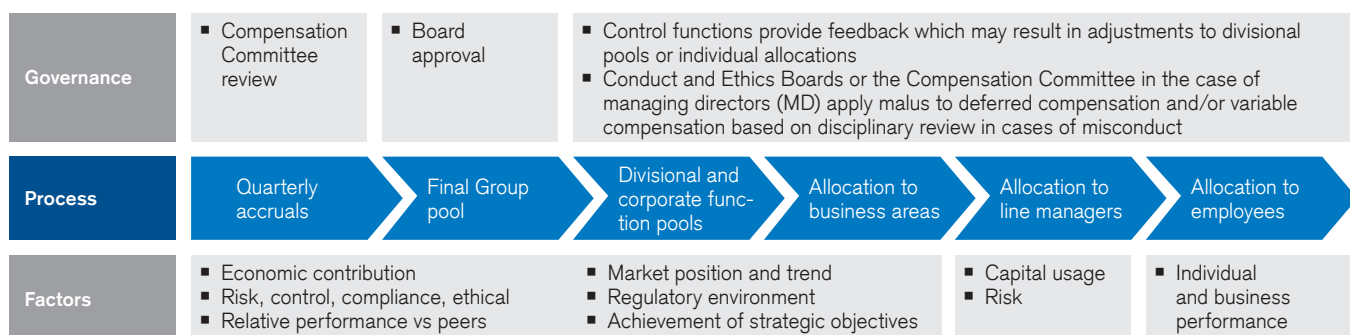 Governance
▪ Compensation
Committee
review
▪ Board
approval
▪ Control functions provide feedback which may result in adjustments to divisional
pools or individual allocations
▪ Conduct and Ethics Boards or the Compensation Committee in the case of
managing directors (MD) apply malus to deferred compensation and/or variable
compensation based on disciplinary review in cases of misconduct
Process
Quarterly
accruals
Final Group
pool
Divisional and
corporate func-
tion pools
Allocation to
business areas
Allocation to
line managers
Allocation to
employees
Factors
▪ Economic contribution
▪ Risk, control, compliance, ethical
▪ Relative performance vs peers
▪ Market position and trend
▪ Regulatory environment
▪ Achievement of strategic objectives
▪ Capital usage
▪ Risk
▪ Individual
and business
performance